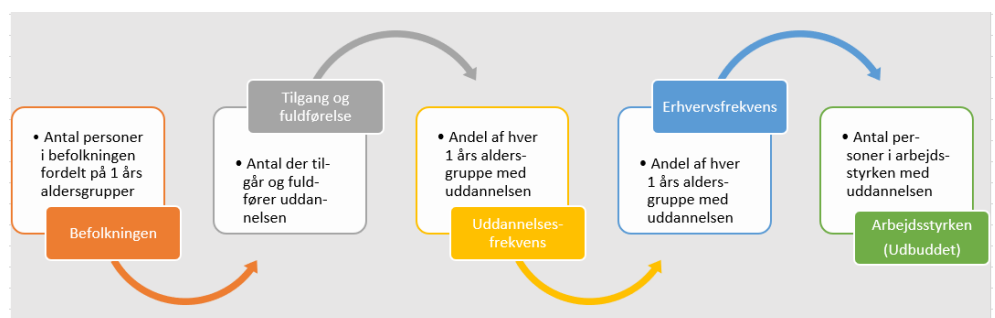 • Antal personer
i befolkningen
fordelt på 1 års
aldersgrupper
Befolkningen
Tilgang og
fuldførelse
• Antal der til-
går og fuld-
fører uddan-
nelsen
• Andel af hver
1 års alders-
gruppe med
uddannelsen
Uddannelses-
frekvens
Erhvervsfrekvens
• Andel af hver
1 års alders-
gruppe med
uddannelsen
• Antal per-
soner i arbejds-
styrken med
uddannelsen
Arbejdsstyrken
(Udbuddet)